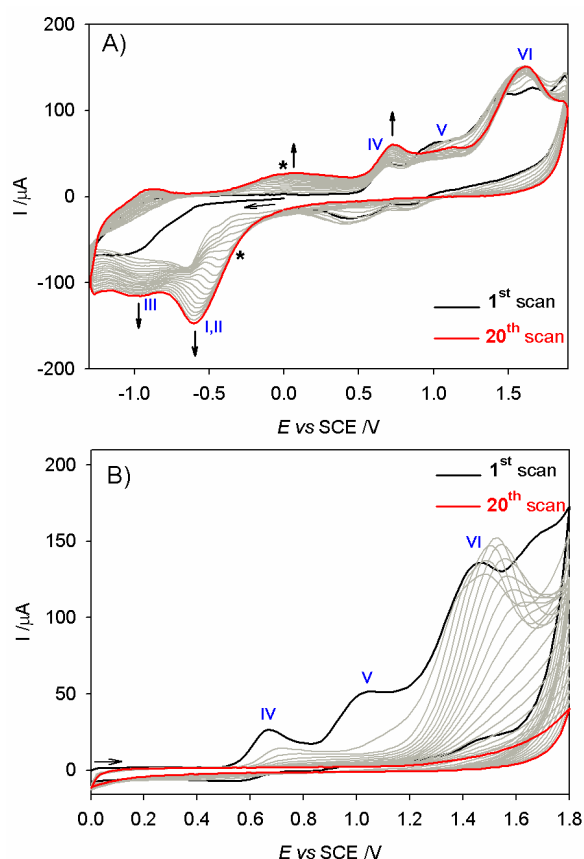 A)
200
100
0
-100
-200
I /µA
VI
IV
V
*
*
III
I,II
1st scan
20th scan
-1.0 -0.5 0.0 0.5 1.0 1.5
E vs SCE /V
B)
200
150
100
50
0
I /µA
1st scan
20th scan
VI
V
IV
0.0 0.2 0.4 0.6 0.8 1.0 1.2 1.4 1.6 1.8
E vs SCE /V